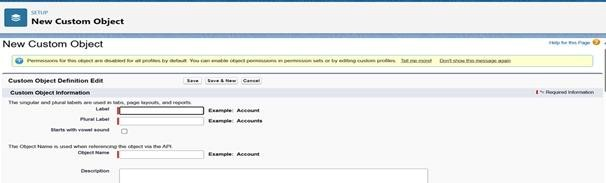 SETUP
New Custom Object
New Custom Object
Help for this Page
Permissions for this object are disabled for all profiles by default. You can enable object permissions in permission sets or by editing custom profiles. Tell me more! Don't show this message again
Custom Object Definition Edit Save Save & New Cancel
Custom Object Information = Required Information
The singular and plural labels are used in tabs, page layouts, and reports.
Label Example: Account
Plural Label Example: Accounts
Starts with vowel sound
The Object Name is used when referencing the object via the API.
Object Name Example: Account
Description